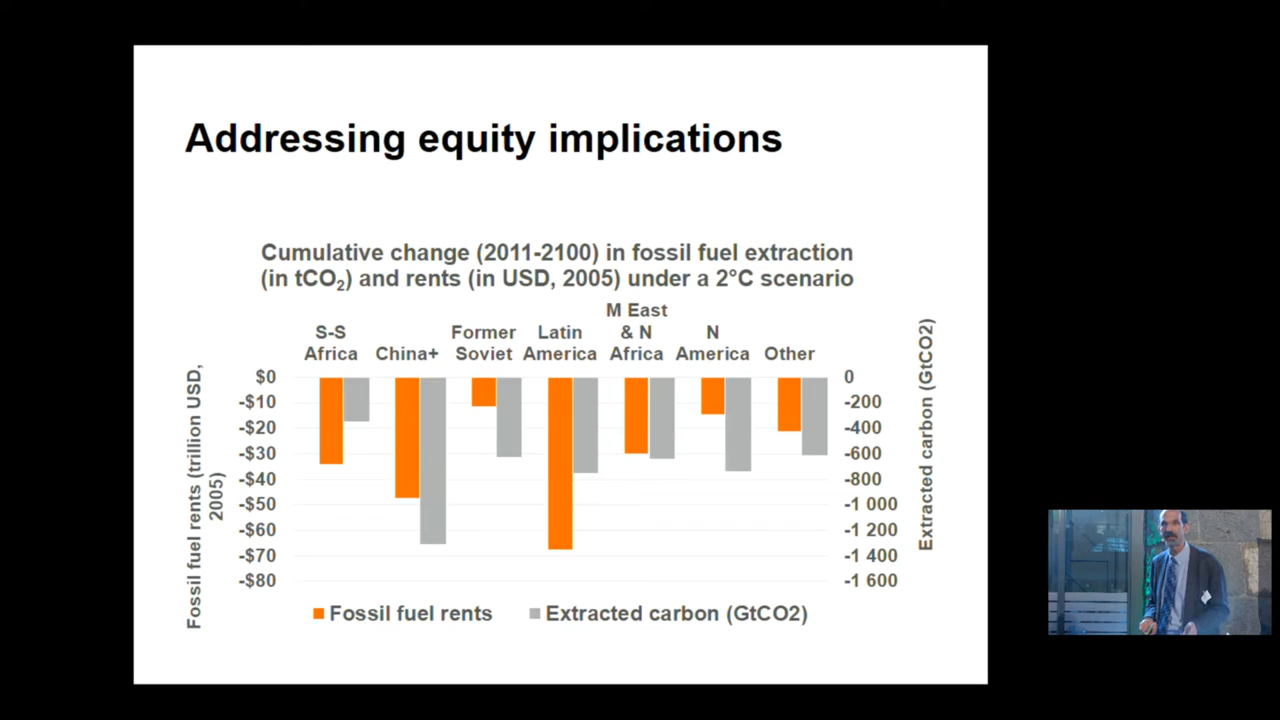 Addressing equity implications
Cumulative change (2011-2100) in fossil fuel extraction
(in tCO₂) and rents (in USD, 2005) under a 2°C scenario
S-S
Africa
China+
Former
Soviet
Latin
America
M East
& N
Africa
N
America
Other
Fossil fuel rents (trillion USD,
2005)
$0
-$10
-$20
-$30
-$40
-$50
-$60
-$70
-$80
0
-200
-400
-600
-800
-1 000
-1 200
-1 400
-1 600
Extracted carbon (GtCO2)
Fossil fuel rents
Extracted carbon (GtCO2)